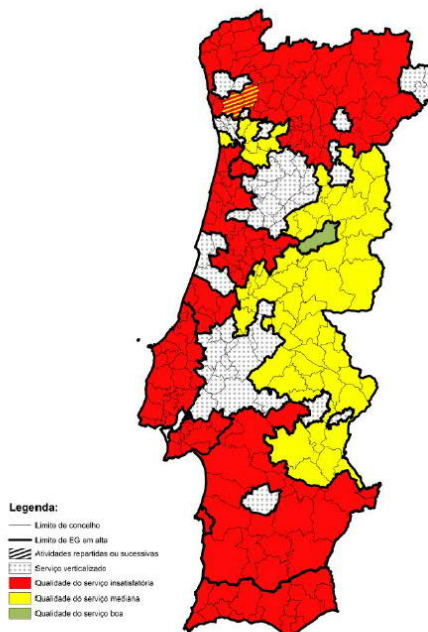 Legenda:
Limite de concelho
Limite de EG em alta
Atividades repartidas ou sucessivas
Serviço verticalizado
Qualidade do serviço insatisfatória
Qualidade do serviço mediana
Qualidade do serviço boa